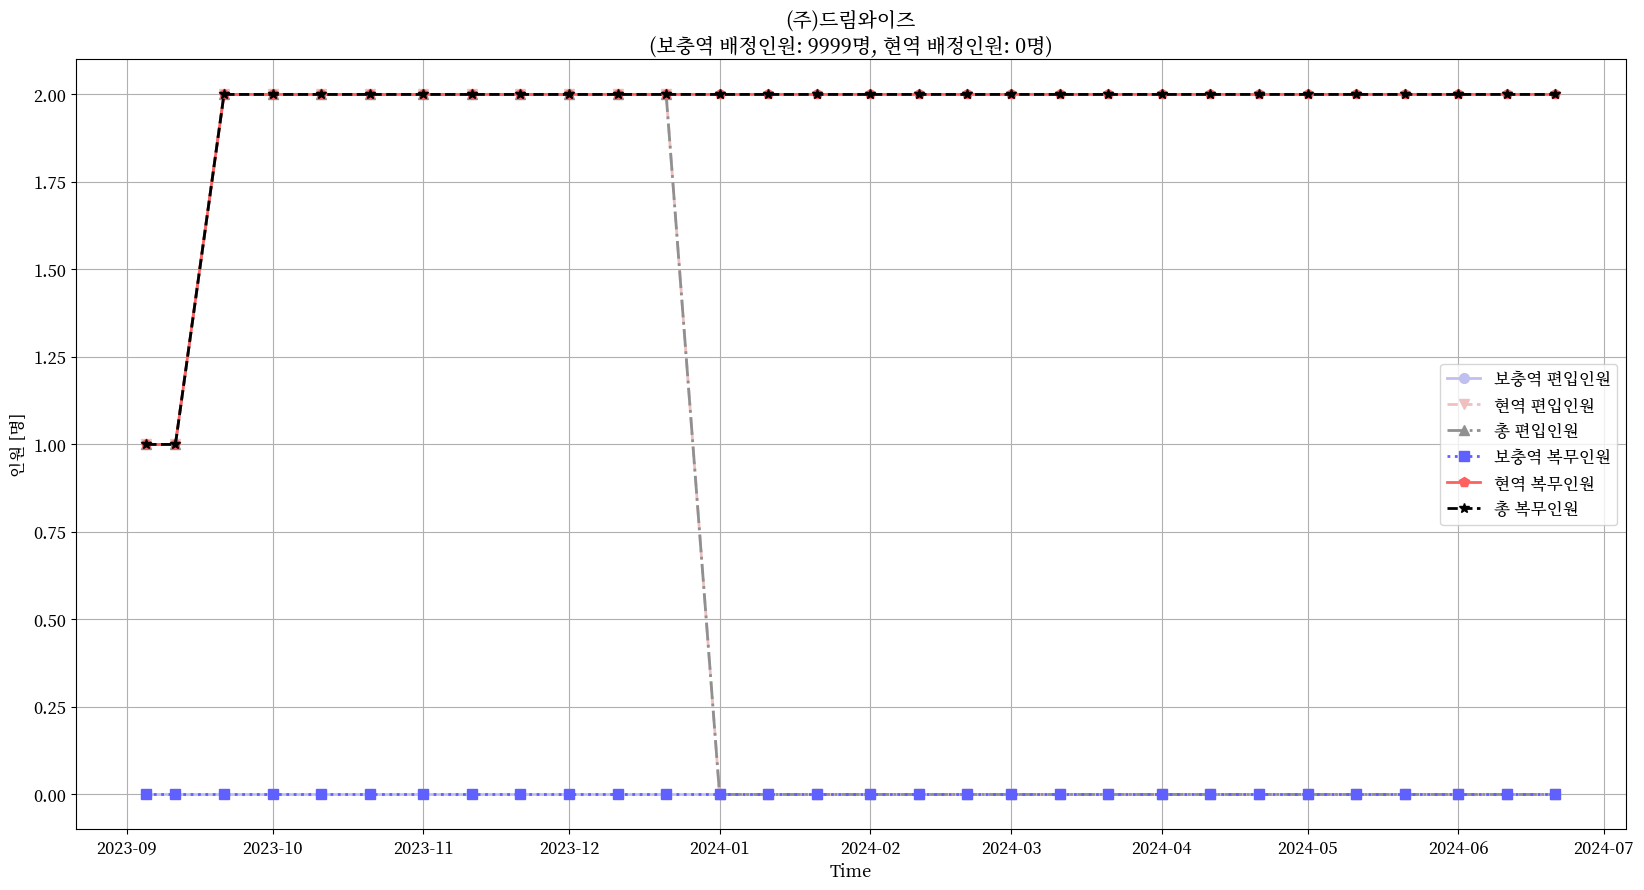 (주)드림와이즈
(보충역 배정인원: 9999명, 현역 배정인원: 0명)
인원 [명]
2.00
1.75
1.50
1.25
1.00
0.75
0.50
0.25
0.00
보충역 편입인원
현역 편입인원
총 편입인원
보충역 복무인원
현역 복무인원
총 복무인원
2023-09 2023-10 2023-11 2023-12 2024-01 2024-02 2024-03 2024-04 2024-05 2024-06 2024-07
Time